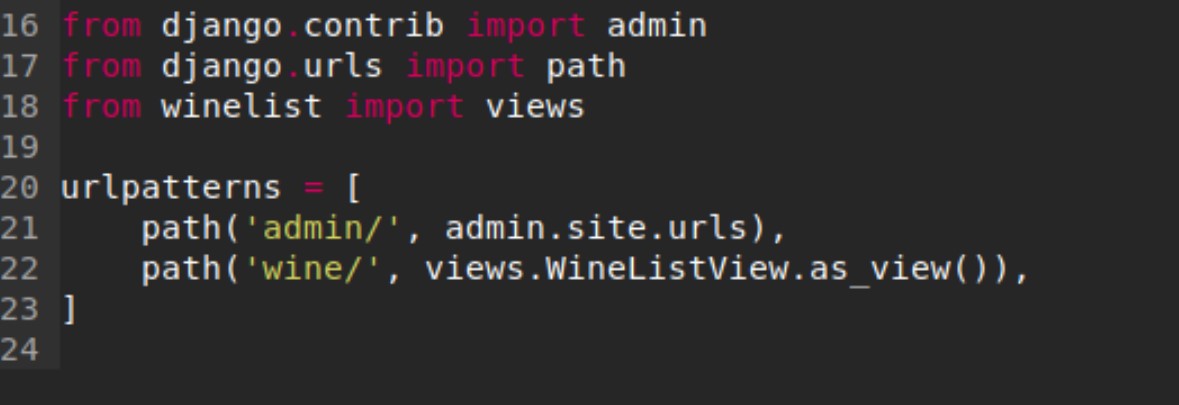 16 from django.contrib import admin
17 from django.urls import path
18 from winelist import views
19
20 urlpatterns = [
21     path('admin/', admin.site.urls),
22     path('wine/', views.WineListView.as_view()),
23 ]
24